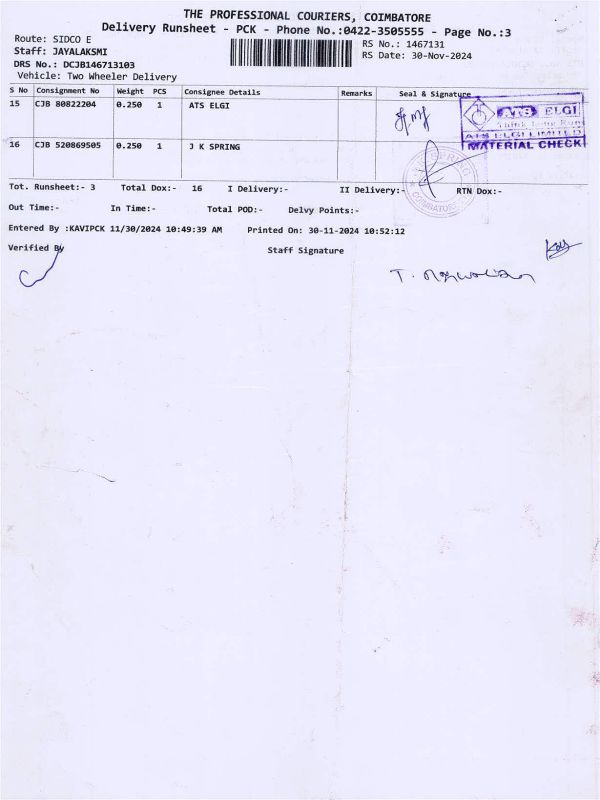 THE PROFESSIONAL COURIERS, COIMBATORE
Delivery Runsheet - PCK - Phone No.:0422-3505555 - Page No.:3
Route: SIDCO E
RS No.: 1467131
Staff: JAYALAKSMI
RS Date: 30-Nov-2024
DRS No.: DCJB146713103
Vehicle: Two Wheeler Delivery
S No Consignment No Weight PCS Consignee Details Remarks Seal & Signature
15 CJB 80822204 0.250 1 ATS ELGI
ATS ELGI
ATS ELGI LIMITED
MATERIAL CHECK
16 CJB 520869505 0.250 1 J K SPRING
SPRING
COIMBATORE
Tot. Runsheet:- 3 Total Dox:- 16 I Delivery:- II Delivery:- RTN Dox:-
Out Time:- In Time:- Total POD:- Delvy Points:-
Entered By :KAVIPCK 11/30/2024 10:49:39 AM Printed On: 30-11-2024 10:52:12
Verified By Staff Signature